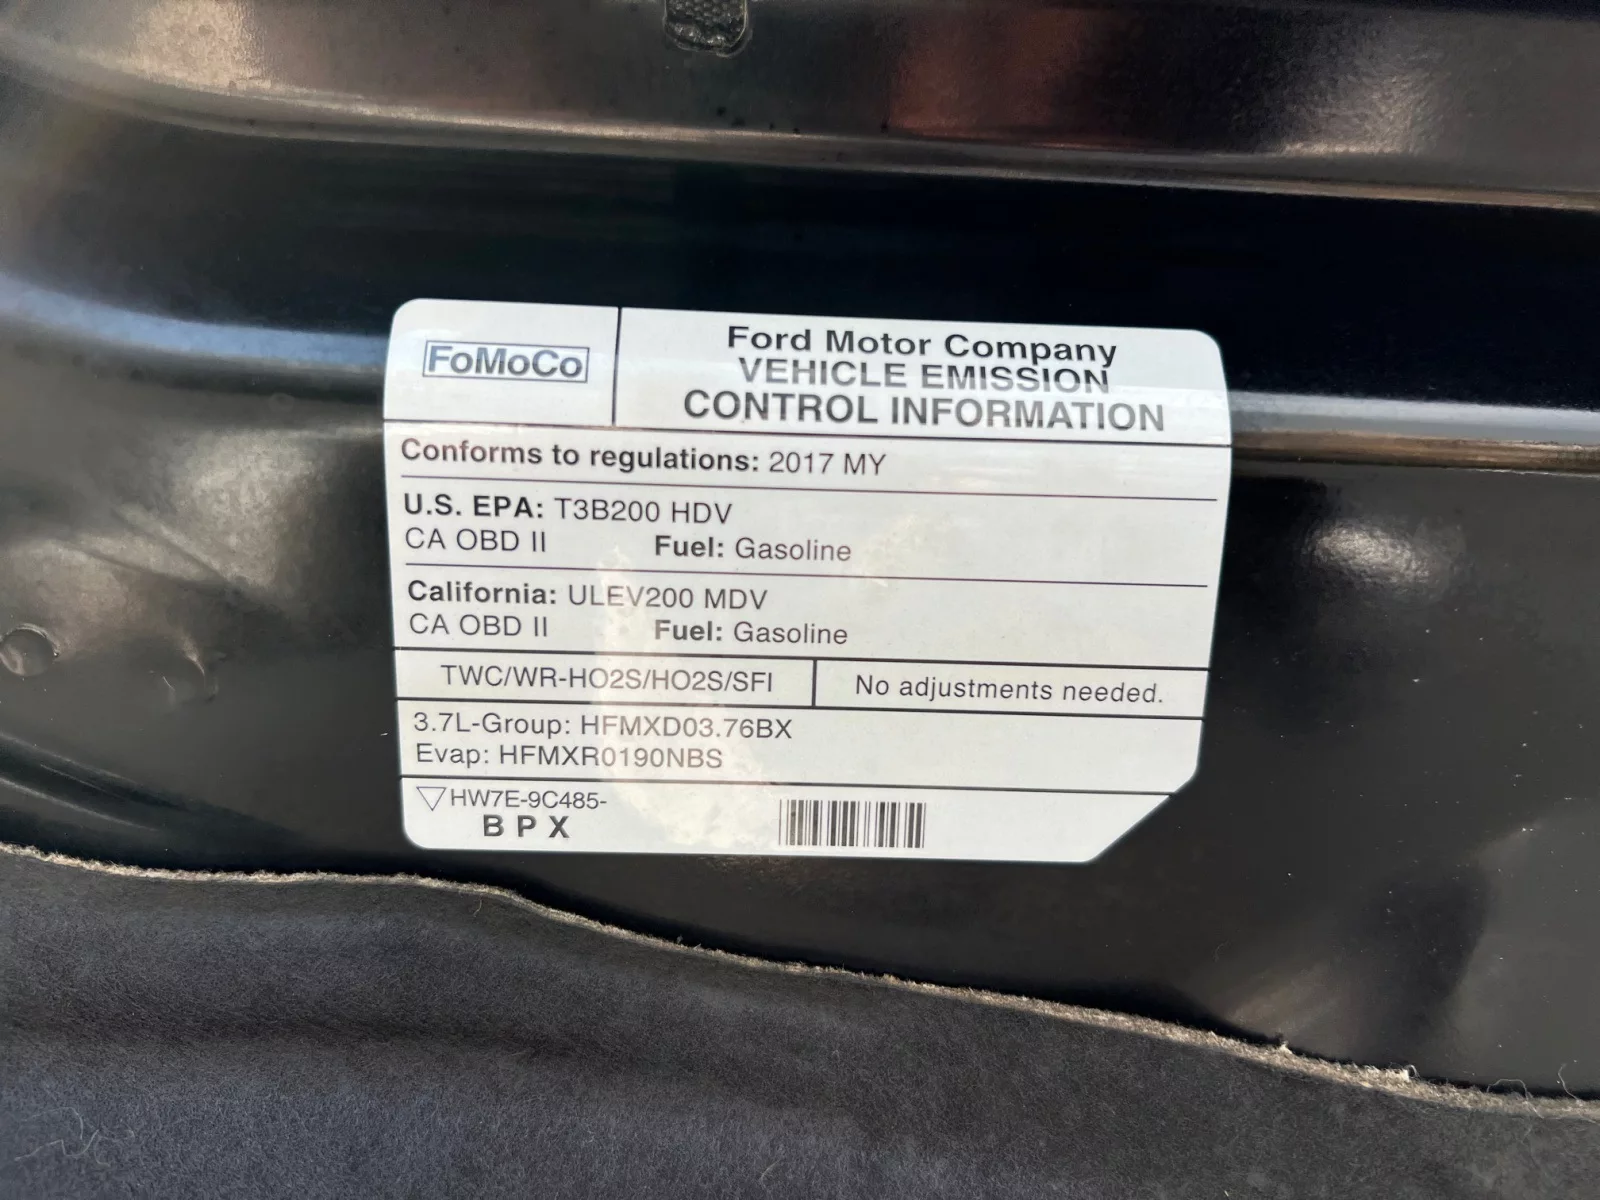 FoMoCo
Ford Motor Company
VEHICLE EMISSION
CONTROL INFORMATION
Conforms to regulations: 2017 MY
U.S. EPA: T3B200 HDV
CA OBD II Fuel: Gasoline
California: ULEV200 MDV
CA OBD II Fuel: Gasoline
TWC/WR-HO2S/HO2S/SFI
No adjustments needed.
3.7L-Group: HFMXD03.76BX
Evap: HFMXR0190NBS
HW7E-9C485-
B P X